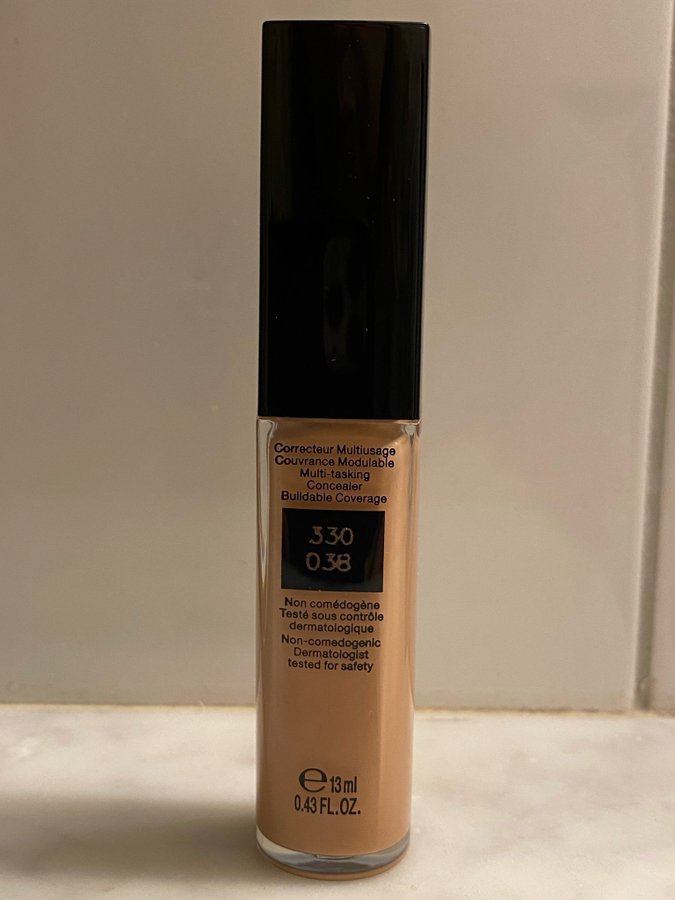 Correcteur Multiusage
Couvrance Modulable
Multi-tasking
Concealer
Buildable Coverage
330
038
Non comédogène
Testé sous contrôle
dermatologique
Non-comedogenic
Dermatologist
tested for safety
℮ 13 ml
0.43 FL.OZ.